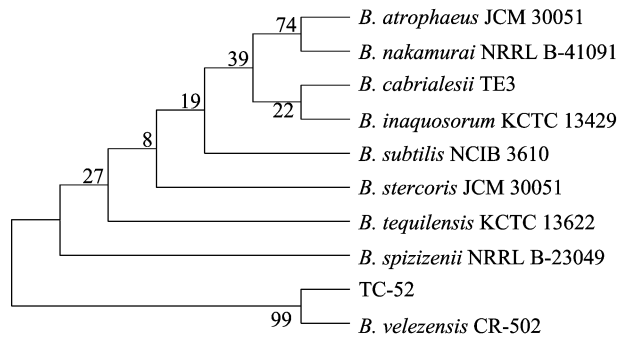 74
B. atrophaeus JCM 30051
B. nakamurai NRRL B-41091
39
B. cabrialesii TE3
22
B. inaquosorum KCTC 13429
19
B. subtilis NCIB 3610
8
B. stercoris JCM 30051
27
B. tequilensis KCTC 13622
B. spizizenii NRRL B-23049
TC-52
99
B. velezensis CR-502